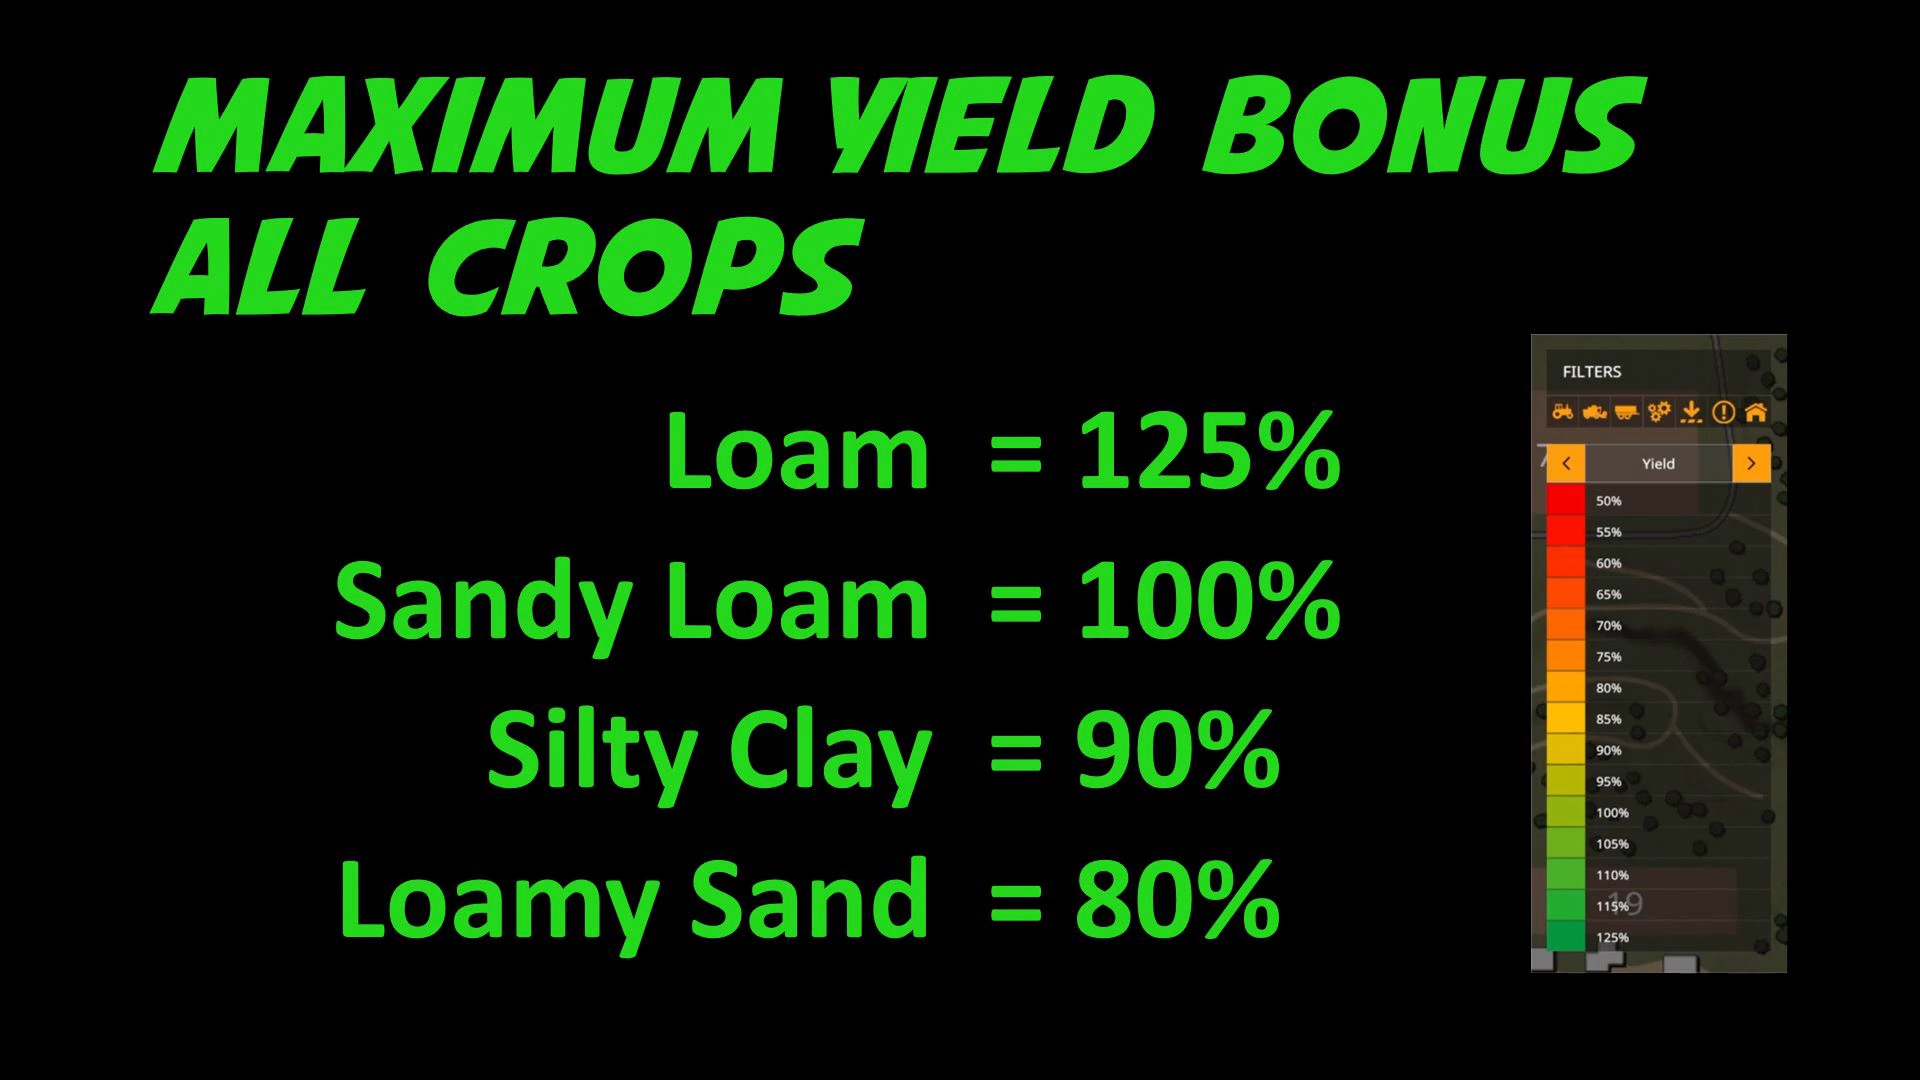 MAXIMUM YIELD BONUS
ALL CROPS
Loam = 125%
Sandy Loam = 100%
Silty Clay = 90%
Loamy Sand = 80%
FILTERS
Yield
50%
55%
60%
65%
70%
75%
80%
85%
90%
95%
100%
105%
110%
115%
19
125%